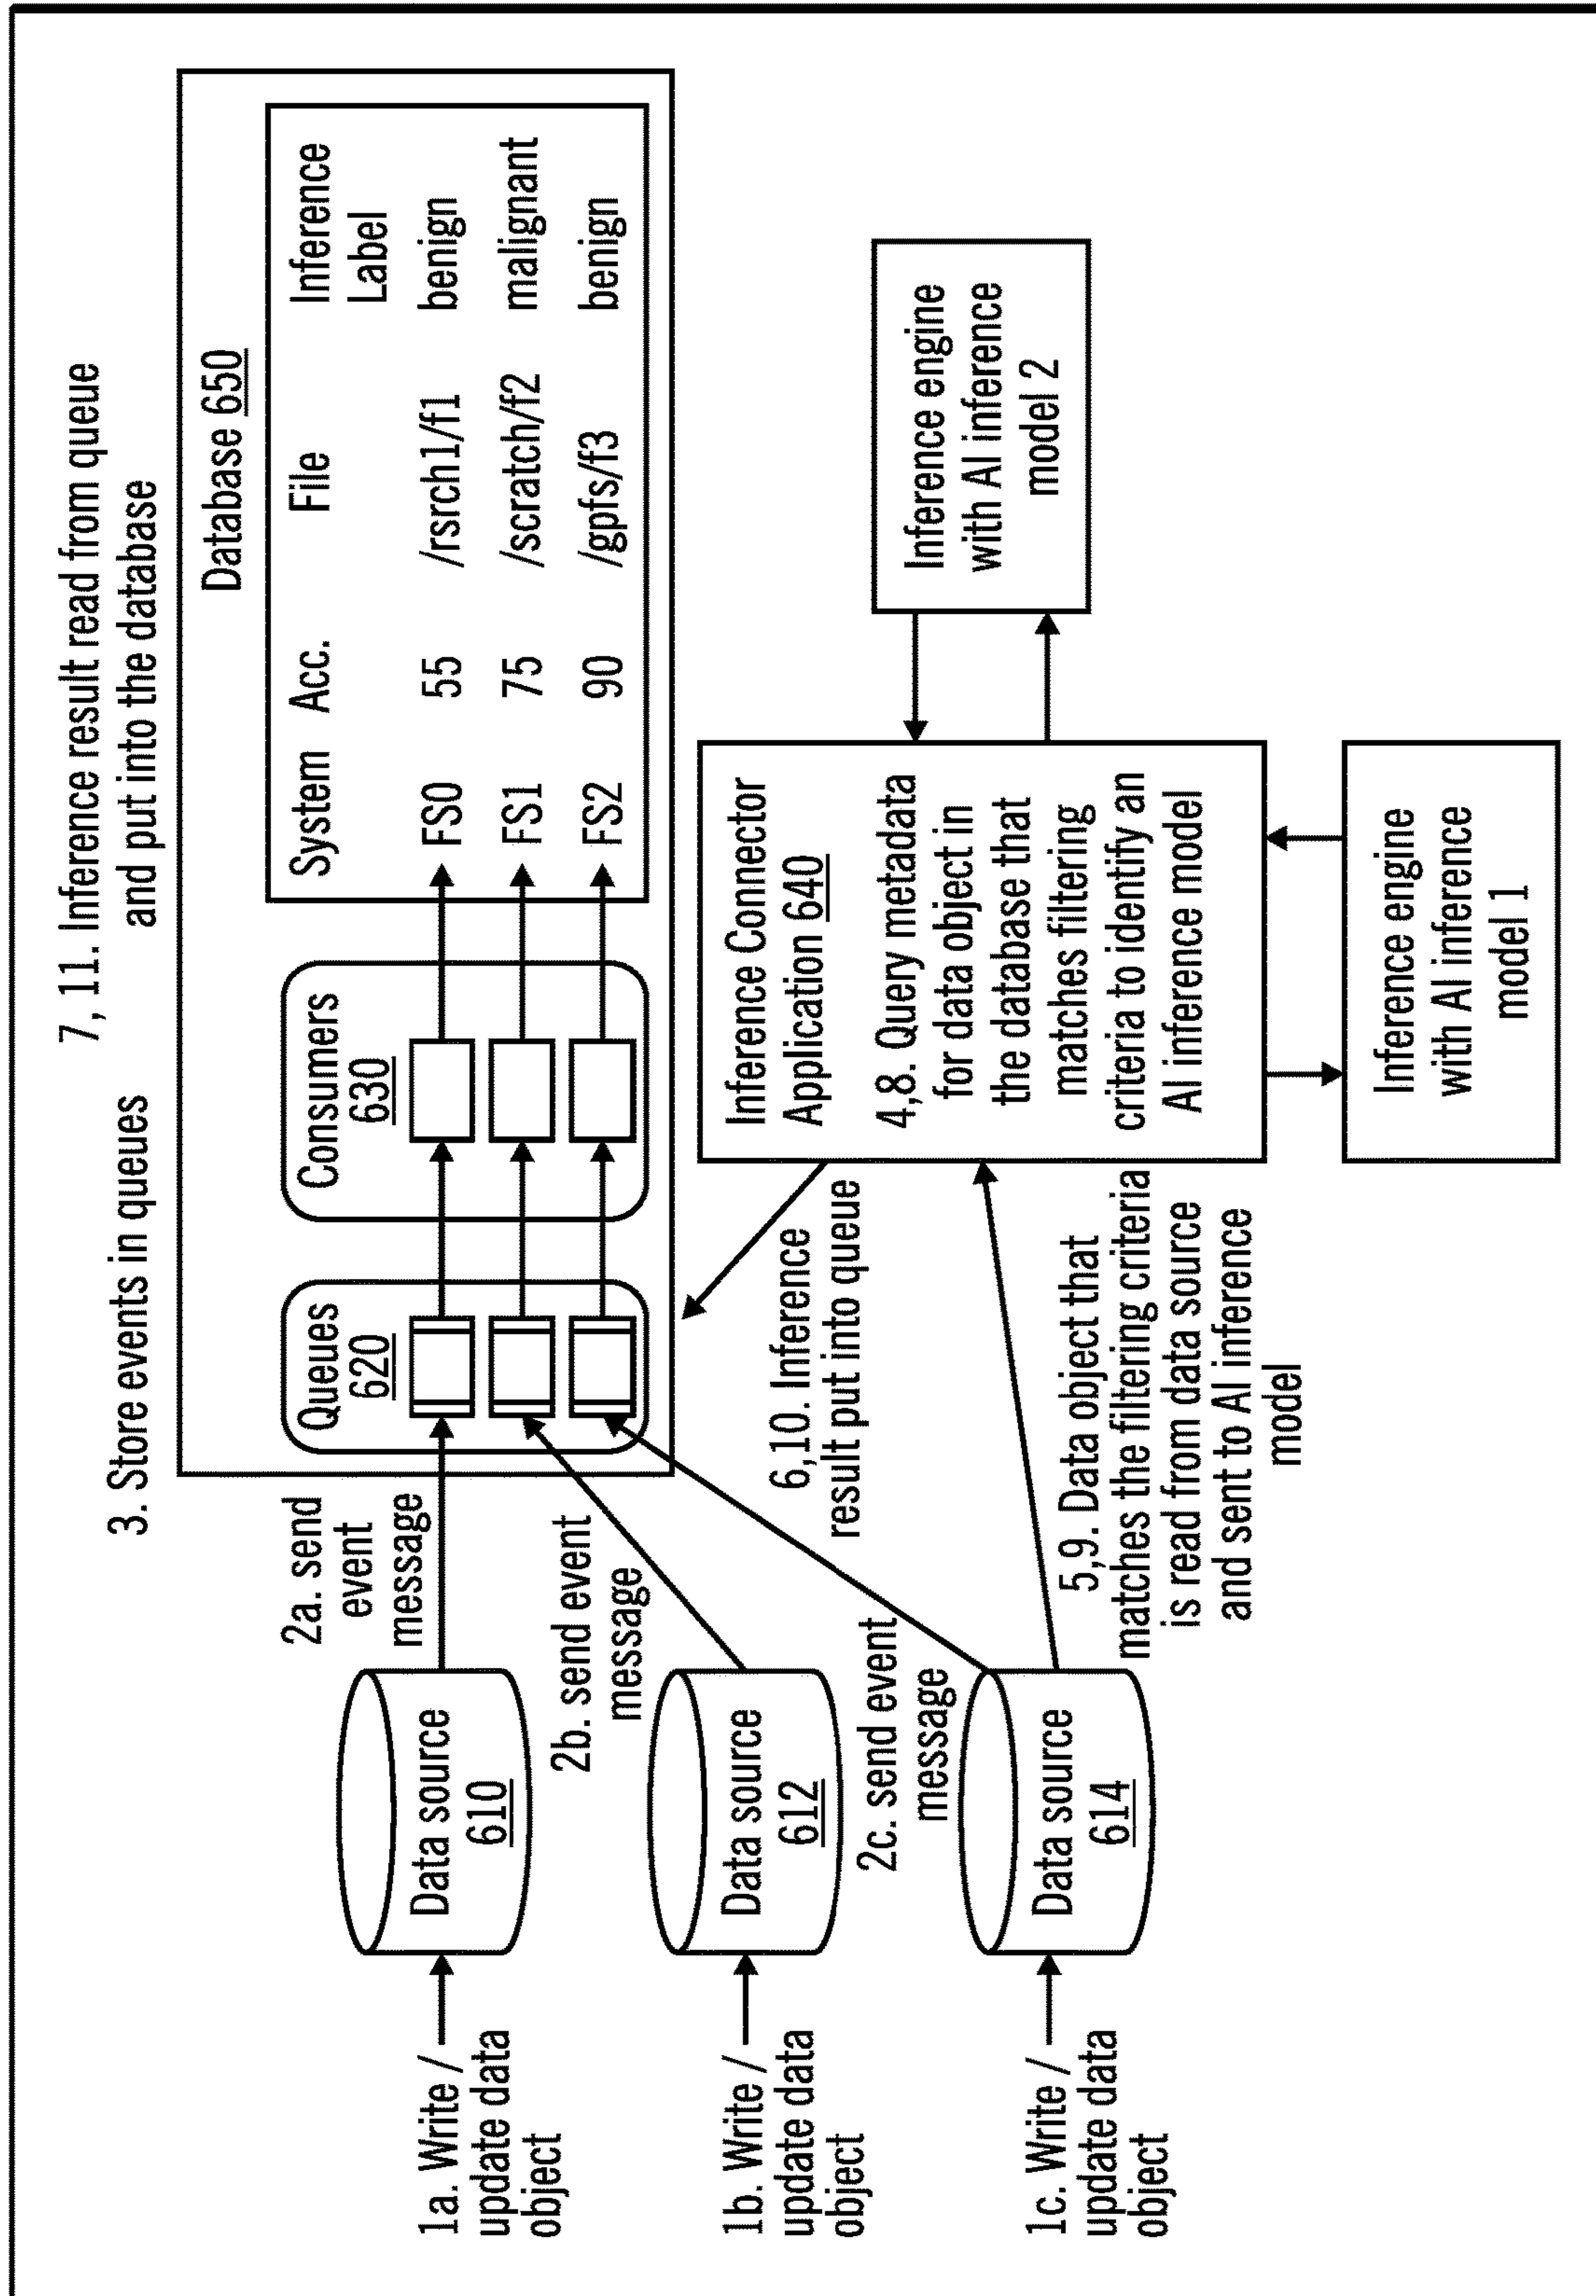 3. Store events in queues
7, 11. Inference result read from queue
and put into the database
Database 650
Queues
620
Consumers
630
System Acc. File Inference
Label
FS0 55 /rsrch1/f1 benign
FS1 75 /scratch/f2 malignant
FS2 90 /gpfs/f3 benign
1a. Write /
update data
object
Data source
610
2a. send
event
message
1b. Write /
update data
object
Data source
612
2b. send event
message
1c. Write /
update data
object
Data source
614
2c. send event
message
6,10. Inference
result put into queue
5,9. Data object that
matches the filtering criteria
is read from data source
and sent to AI inference
model
Inference Connector
Application 640
4,8. Query metadata
for data object in
the database that
matches filtering
criteria to identify an
AI inference model
Inference engine
with AI inference
model 2
Inference engine
with AI inference
model 1